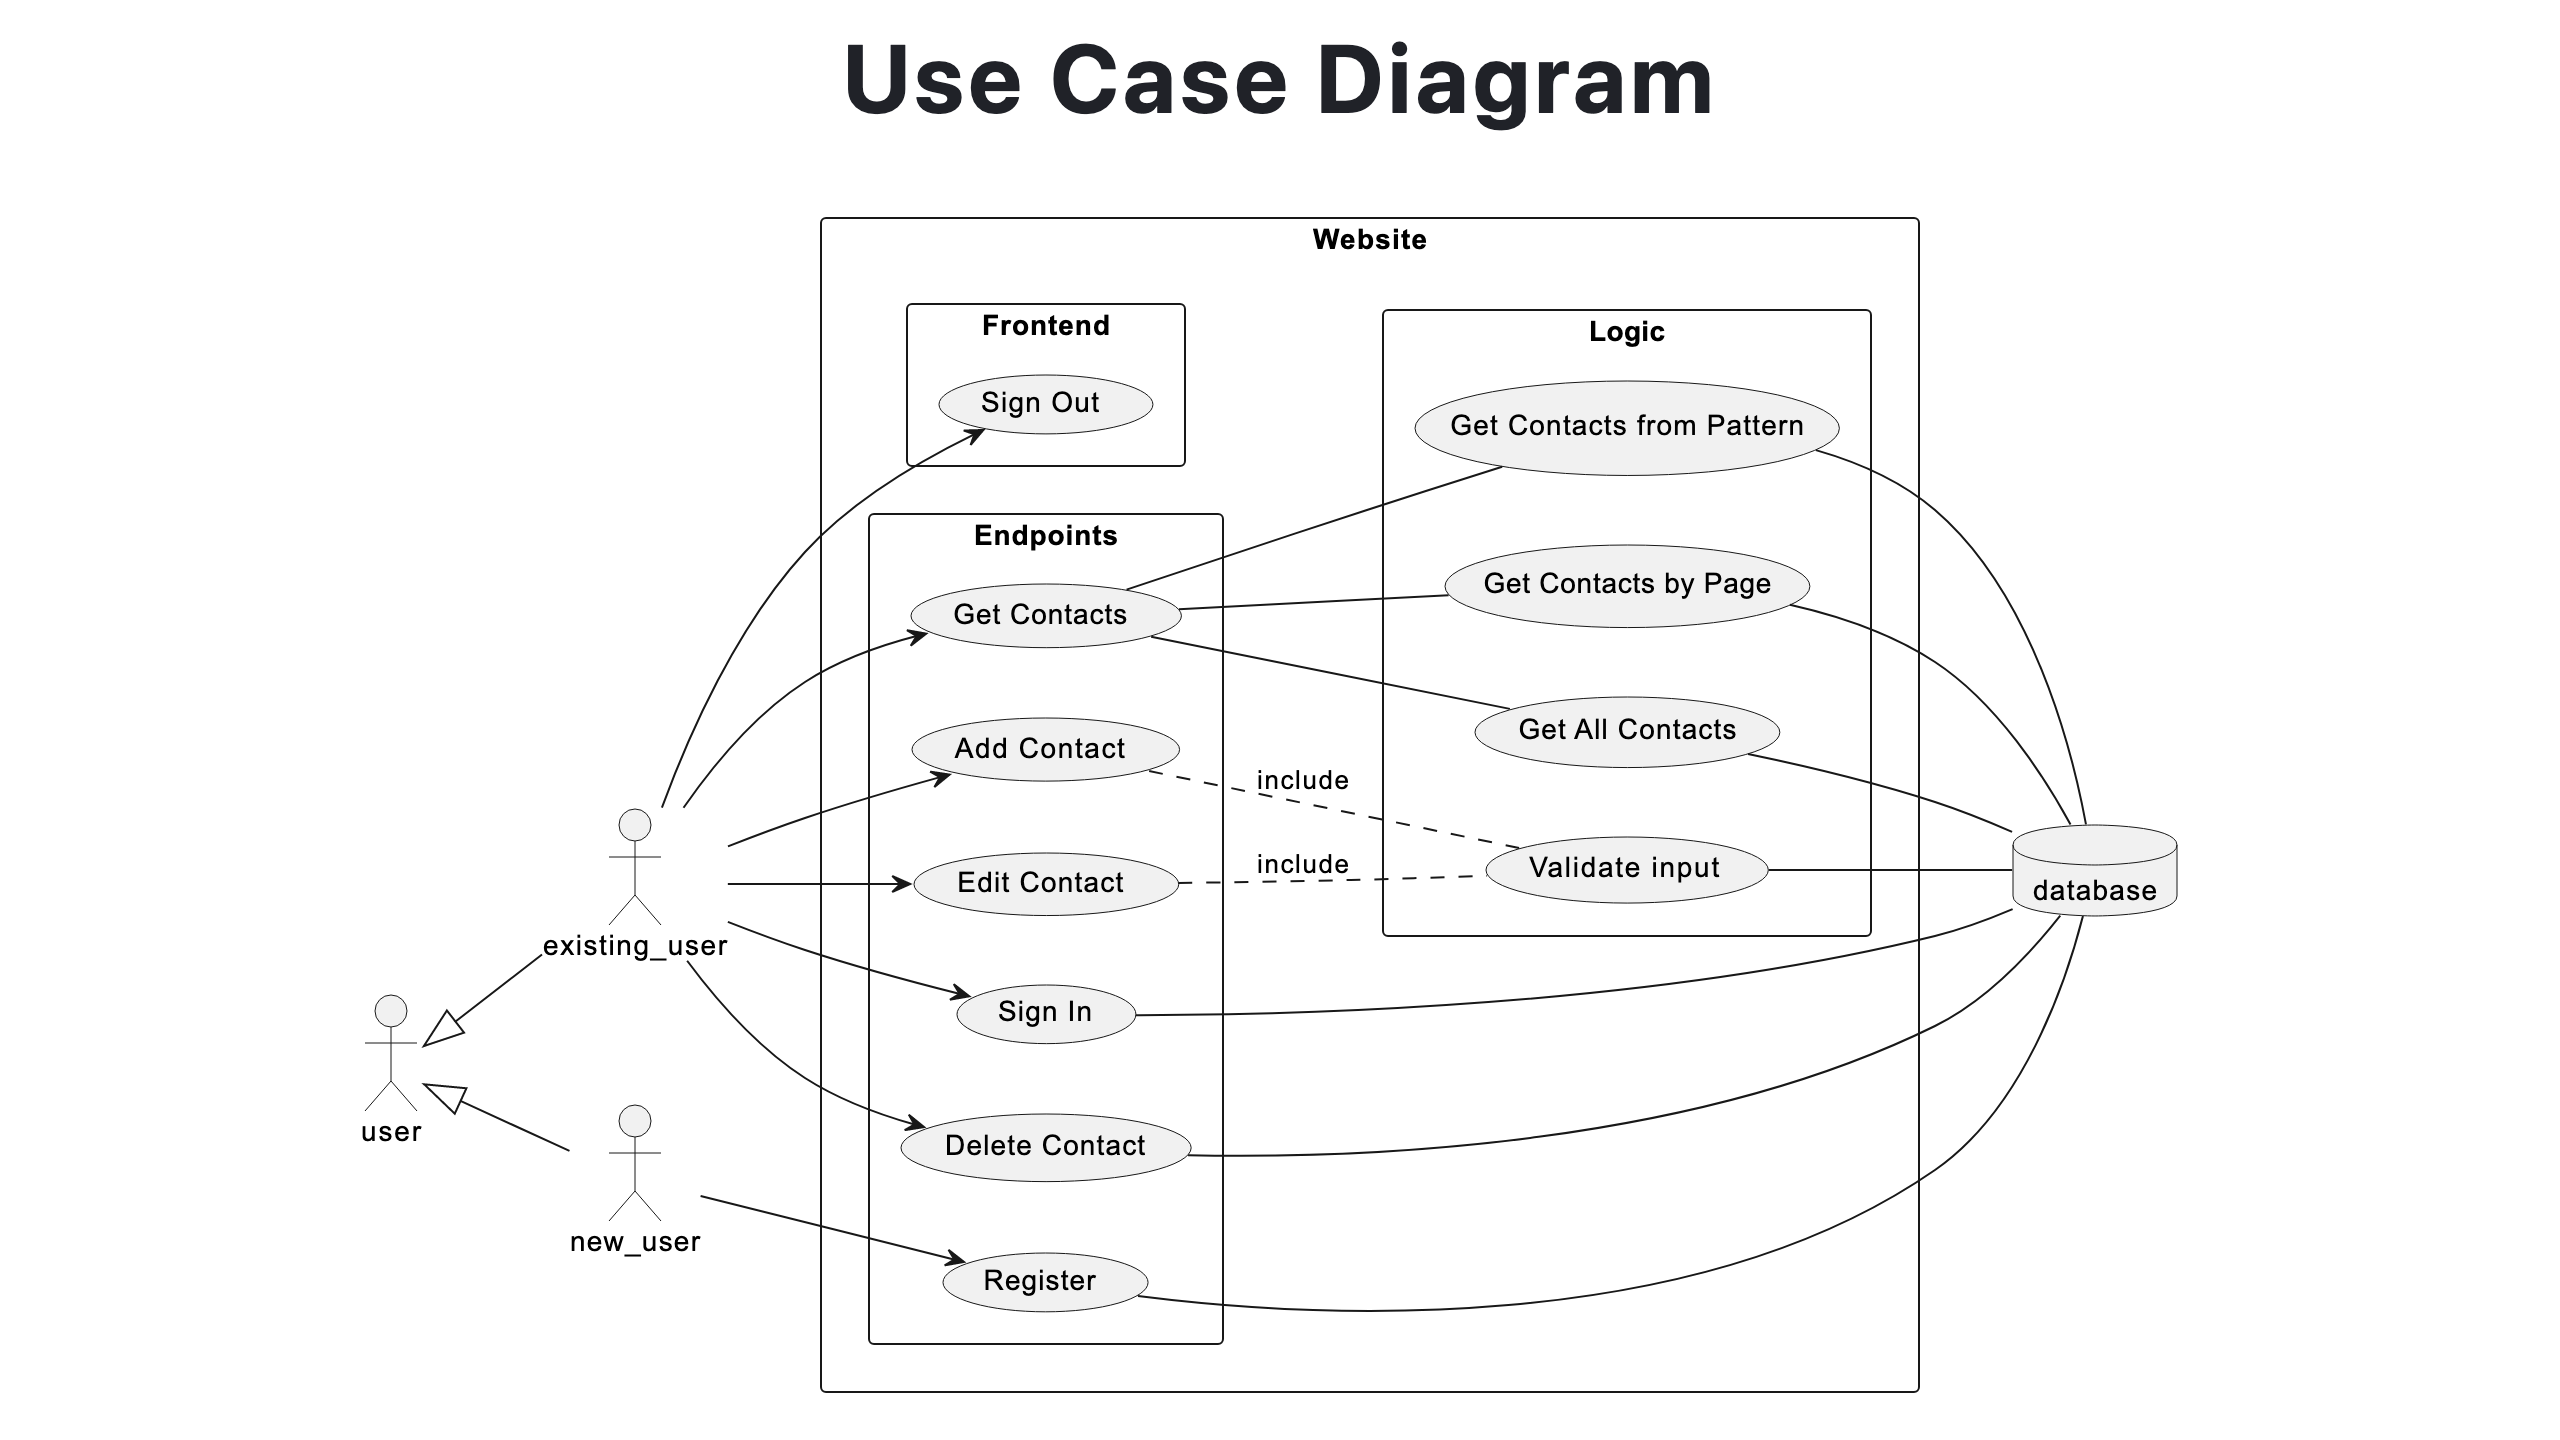 Use Case Diagram
Website
Frontend
Sign Out
Logic
Get Contacts from Pattern
Endpoints
Get Contacts
Get Contacts by Page
Add Contact
Get All Contacts
include
Edit Contact
include
Validate input
database
existing_user
Sign In
user
Delete Contact
new_user
Register